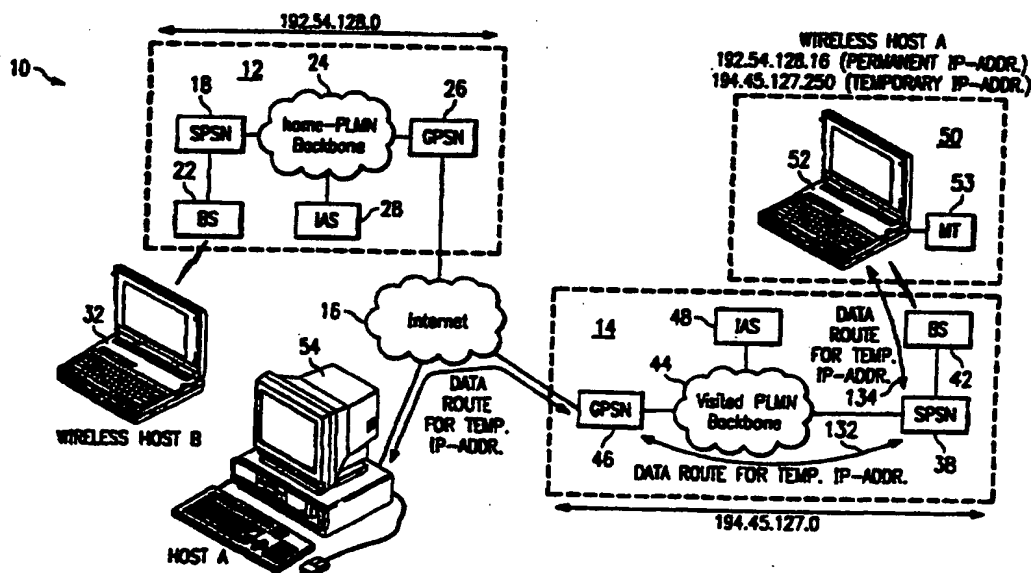 192.54.128.0
10
12
24
18
SPSN
home-PLMN
Backbone
26
GPSN
22
BS
IAS
28
WIRELESS HOST A
192.54.128.16 (PERMANENT IP-ADDR.)
194.45.127.250 (TEMPORARY IP-ADDR.)
50
52
53
MT
32
WIRELESS HOST B
16
Internet
54
HOST A
DATA
ROUTE
FOR TEMP.
IP-ADDR.
14
48
IAS
44
Visited PLMN
Backbone
GPSN
46
DATA
ROUTE
FOR TEMP.
IP-ADDR.
134
BS
42
SPSN
38
132
DATA ROUTE FOR TEMP. IP-ADDR.
194.45.127.0